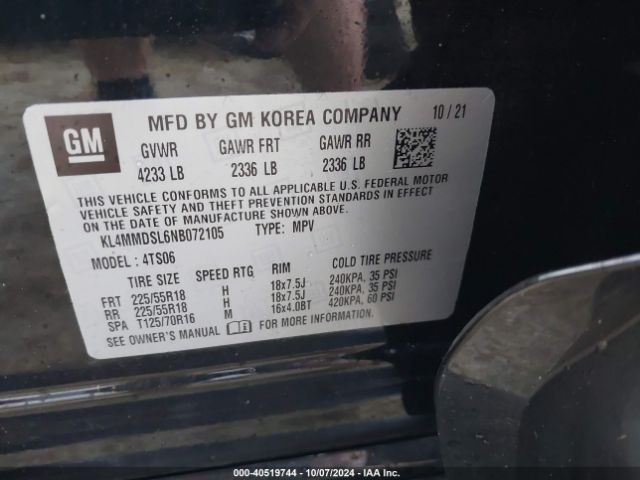 GM
MFD BY GM KOREA COMPANY 10/21
GVWR GAWR FRT GAWR RR
4233 LB 2336 LB 2336 LB
THIS VEHICLE CONFORMS TO ALL APPLICABLE U.S. FEDERAL MOTOR
VEHICLE SAFETY AND THEFT PREVENTION STANDARDS IN EFFECT
ON THE DATE OF MANUFACTURE SHOWN ABOVE.
KL4MMDSL6NB072105 TYPE: MPV
MODEL: 4TS06
TIRE SIZE SPEED RTG RIM COLD TIRE PRESSURE
FRT 225/55R18 H 18x7.5J 240KPA, 35 PSI
RR 225/55R18 H 18x7.5J 240KPA, 35 PSI
SPA T125/70R16 M 16x4.0BT 420KPA, 60 PSI
SEE OWNER'S MANUAL FOR MORE INFORMATION.
000-40519744 - 10/07/2024 - IAA Inc.